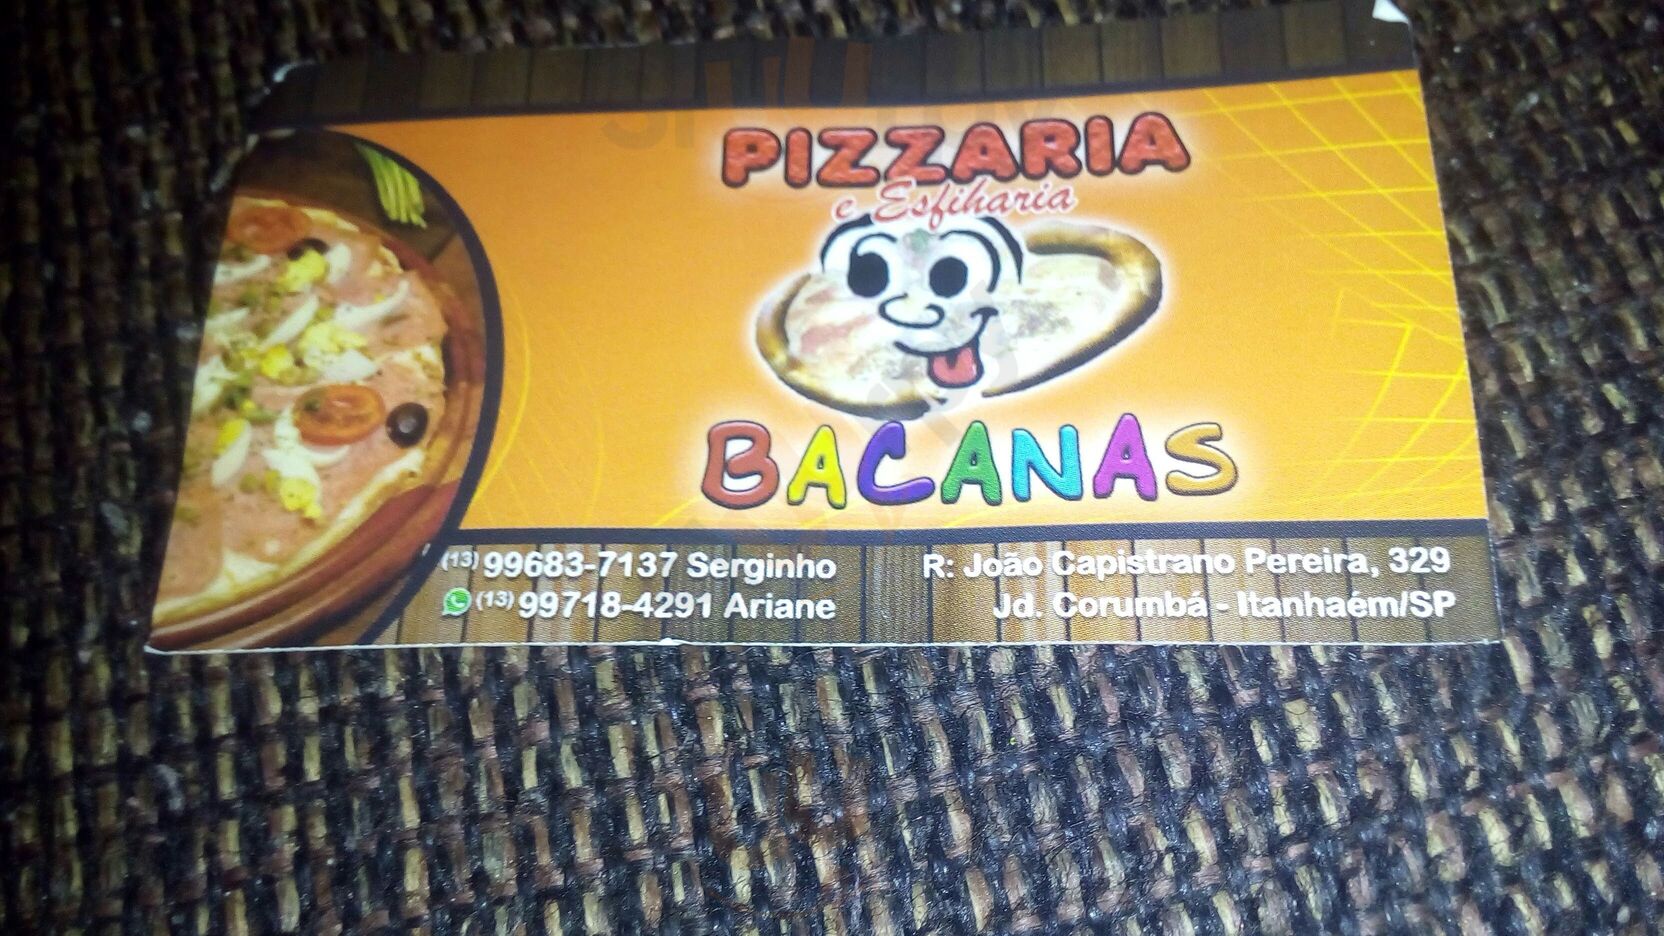 PIZZARIA
e Esfiharia
BACANAS
(13) 99683-7137 Serginho
(13) 99718-4291 Ariane
R: João Capistrano Pereira, 329
Jd. Corumbá - Itanhaém/SP